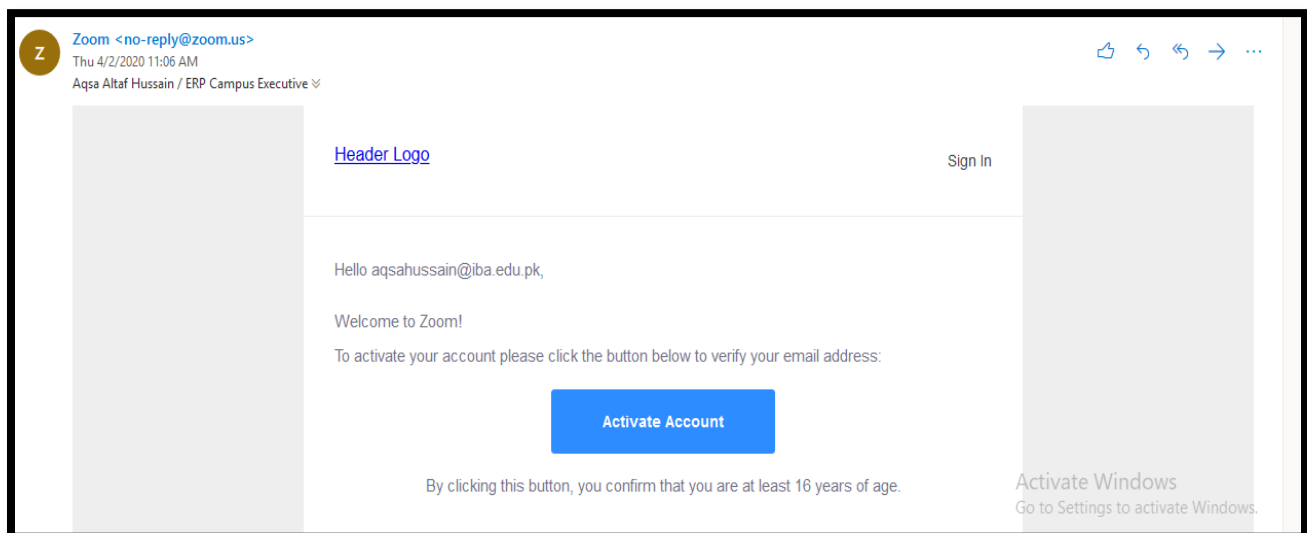 Z
Zoom <no-reply@zoom.us>
Thu 4/2/2020 11:06 AM
Aqsa Altaf Hussain / ERP Campus Executive
Header Logo
Sign In
Hello aqsahussain@iba.edu.pk,
Welcome to Zoom!
To activate your account please click the button below to verify your email address:
Activate Account
By clicking this button, you confirm that you are at least 16 years of age.
Activate Windows
Go to Settings to activate Windows.